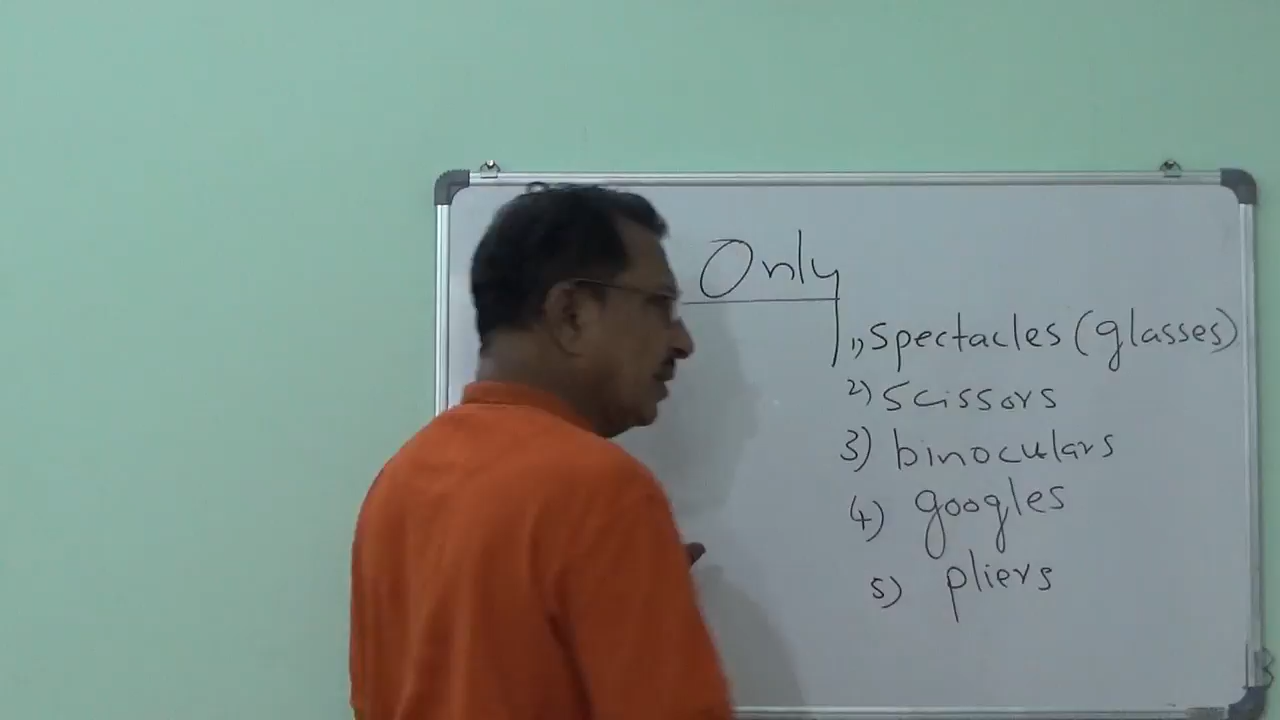 Only
1) spectacles (glasses)
2) scissors
3) binoculars
4) googles
5) pliers